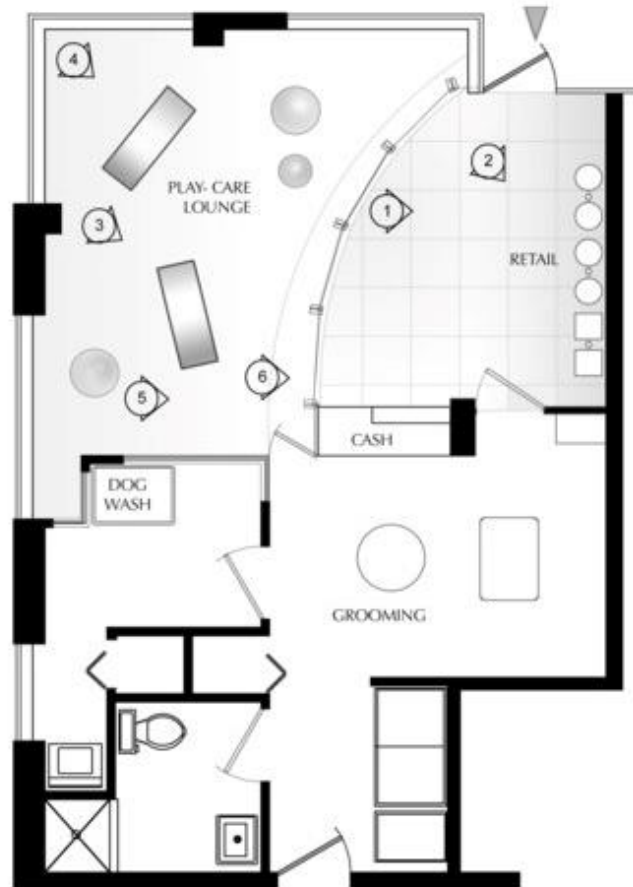 4
2
PLAY- CARE
LOUNGE
3
1
RETAIL
6
5
CASH
DOG
WASH
GROOMING